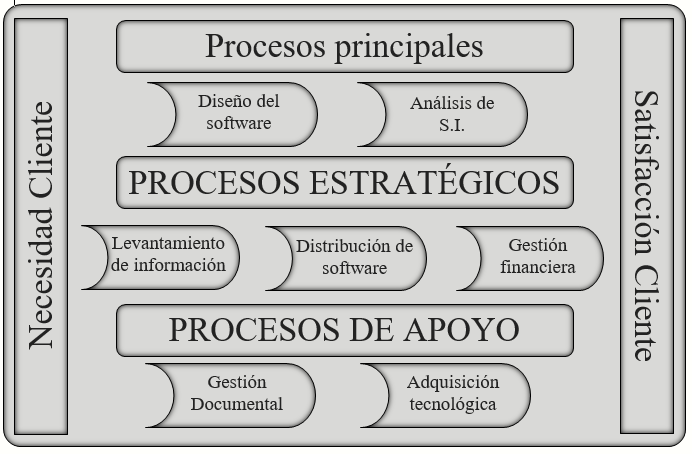 Necesidad Cliente
Procesos principales
Diseño del
software
Análisis de
S.I.
PROCESOS ESTRATÉGICOS
Levantamiento
de información
Distribución de
software
Gestión
financiera
PROCESOS DE APOYO
Gestión
Documental
Adquisición
tecnológica
Satisfacción Cliente